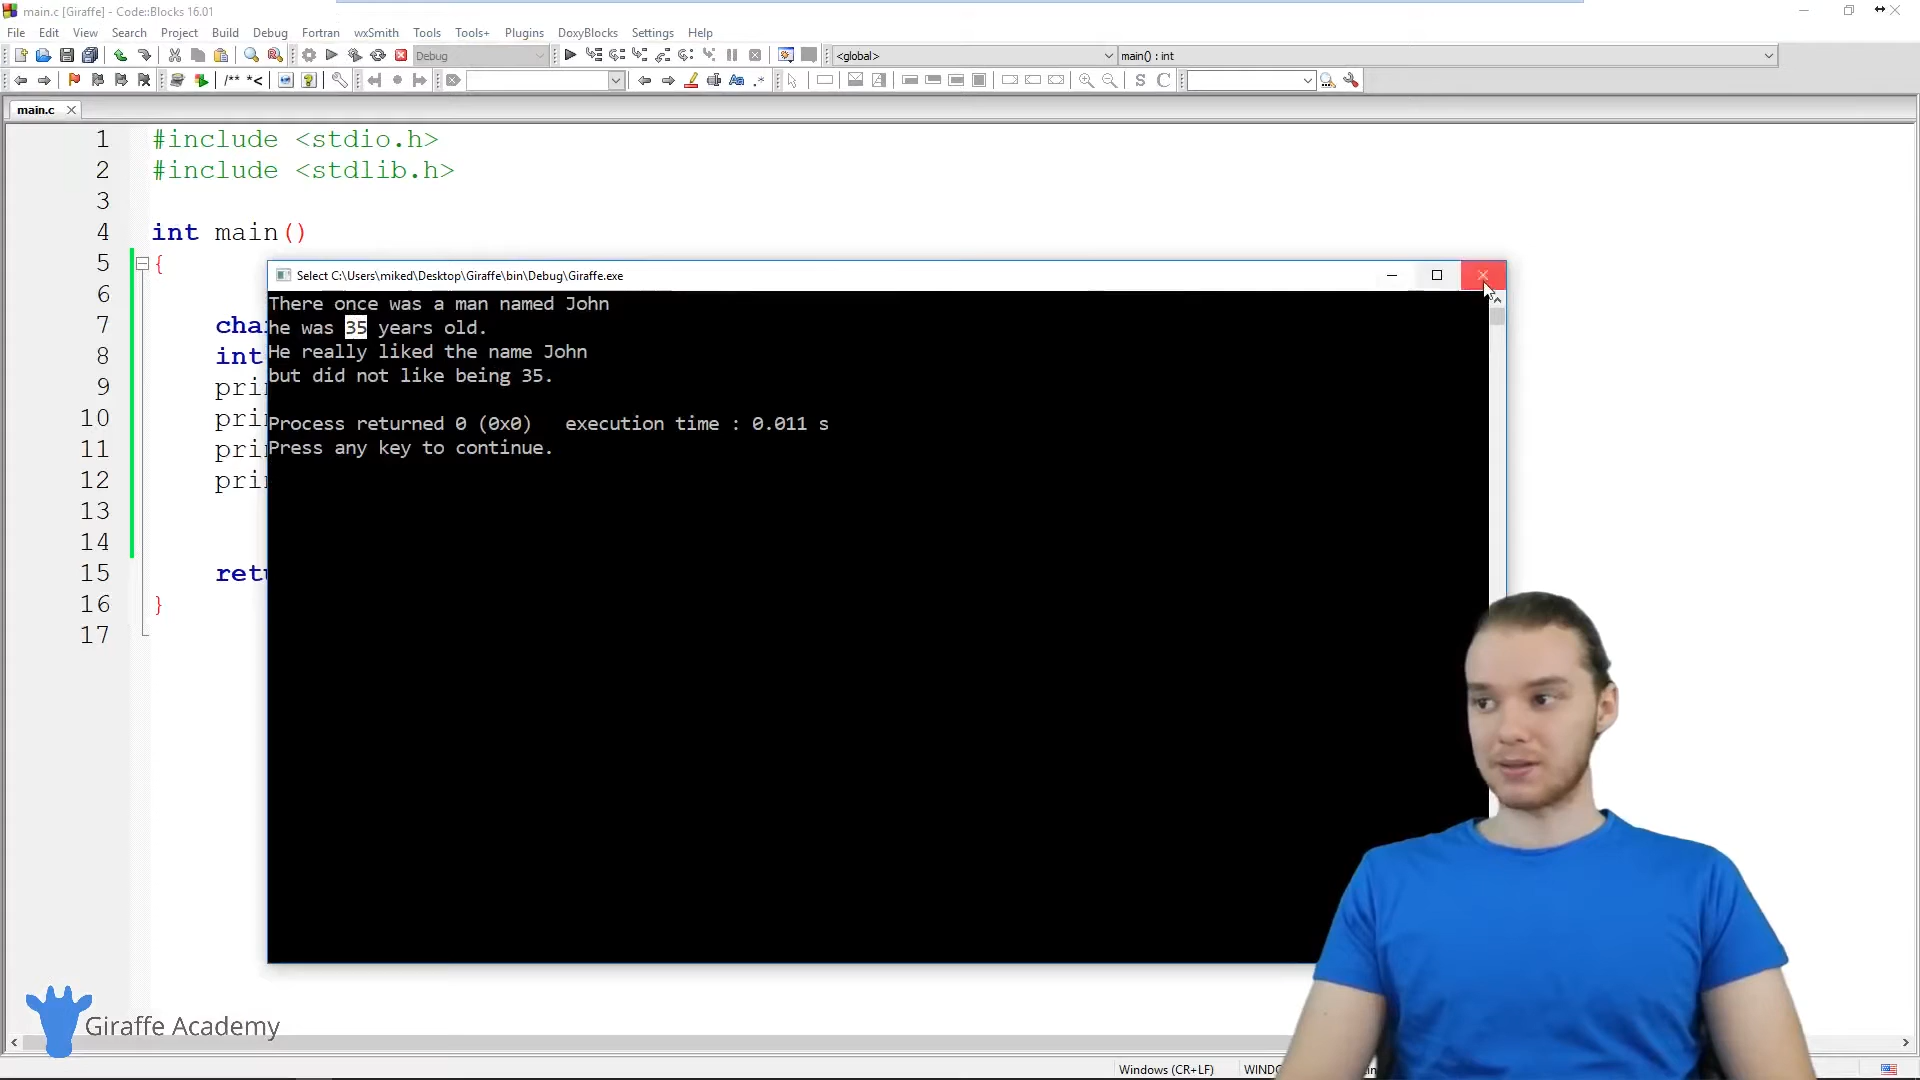 main.c [Giraffe] - Code::Blocks 16.01
File Edit View Search Project Build Debug Fortran wxSmith Tools Tools+ Plugins DoxyBlocks Settings Help
Debug <global> main() : int
/** *< Aa .* S C
main.c
1 #include <stdio.h>
2 #include <stdlib.h>
3
4 int main()
5 {
6
7 cha
8 int
9 pri
10 pri
11 pri
12 pri
13
14
15 retu
16 }
17
Select C:\Users\miked\Desktop\Giraffe\bin\Debug\Giraffe.exe
There once was a man named John
he was 35 years old.
He really liked the name John
but did not like being 35.
Process returned 0 (0x0) execution time : 0.011 s
Press any key to continue.
Giraffe Academy
Windows (CR+LF)